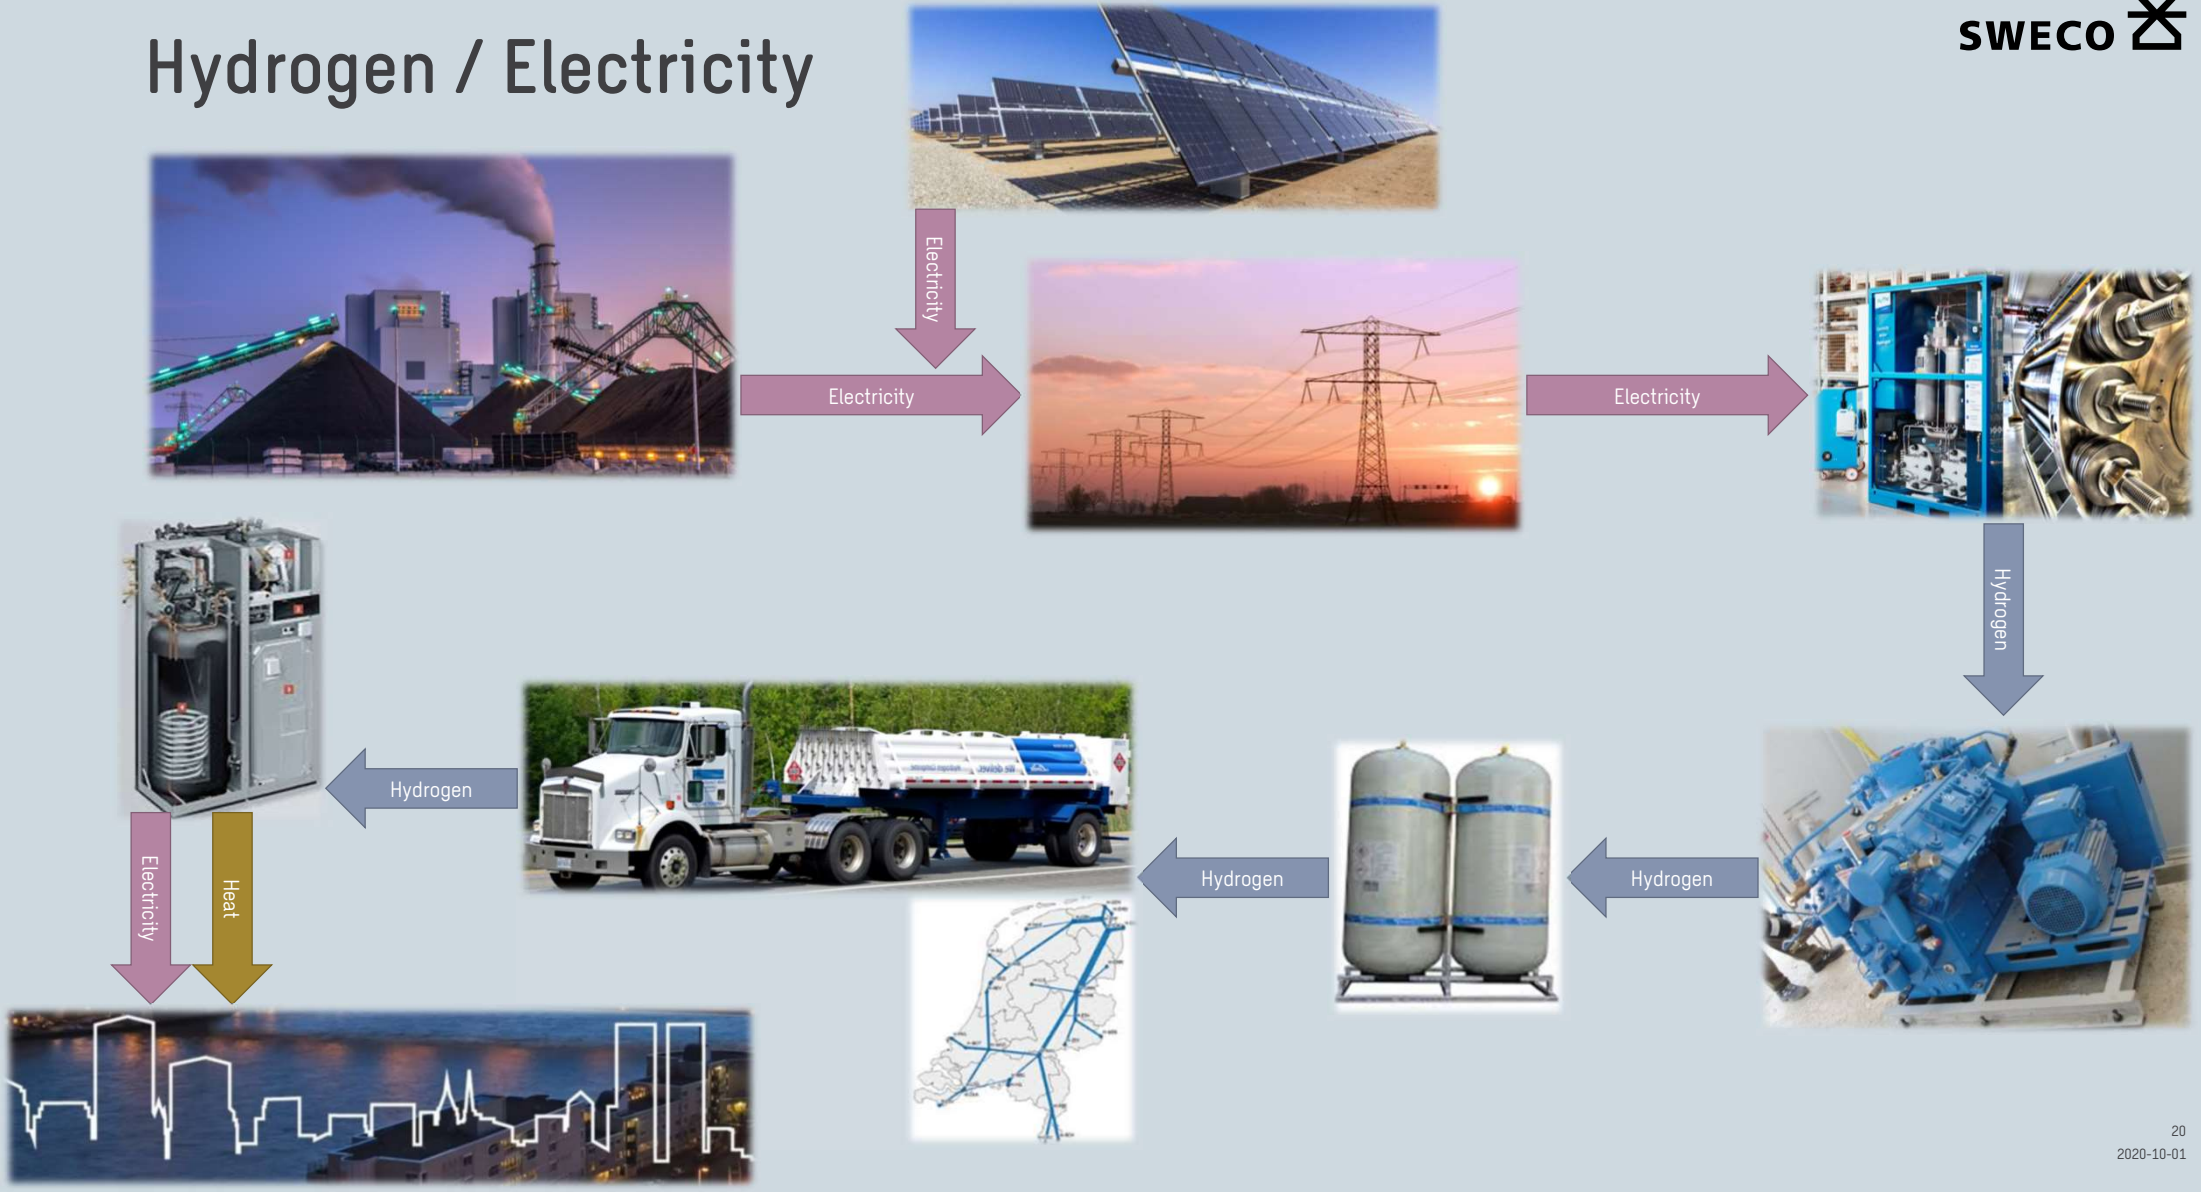 Hydrogen / Electricity
SWECO
Electricity
Electricity
Electricity
Hydrogen
Hydrogen
Hydrogen
Hydrogen
Electricity
Heat
20
2020-10-01